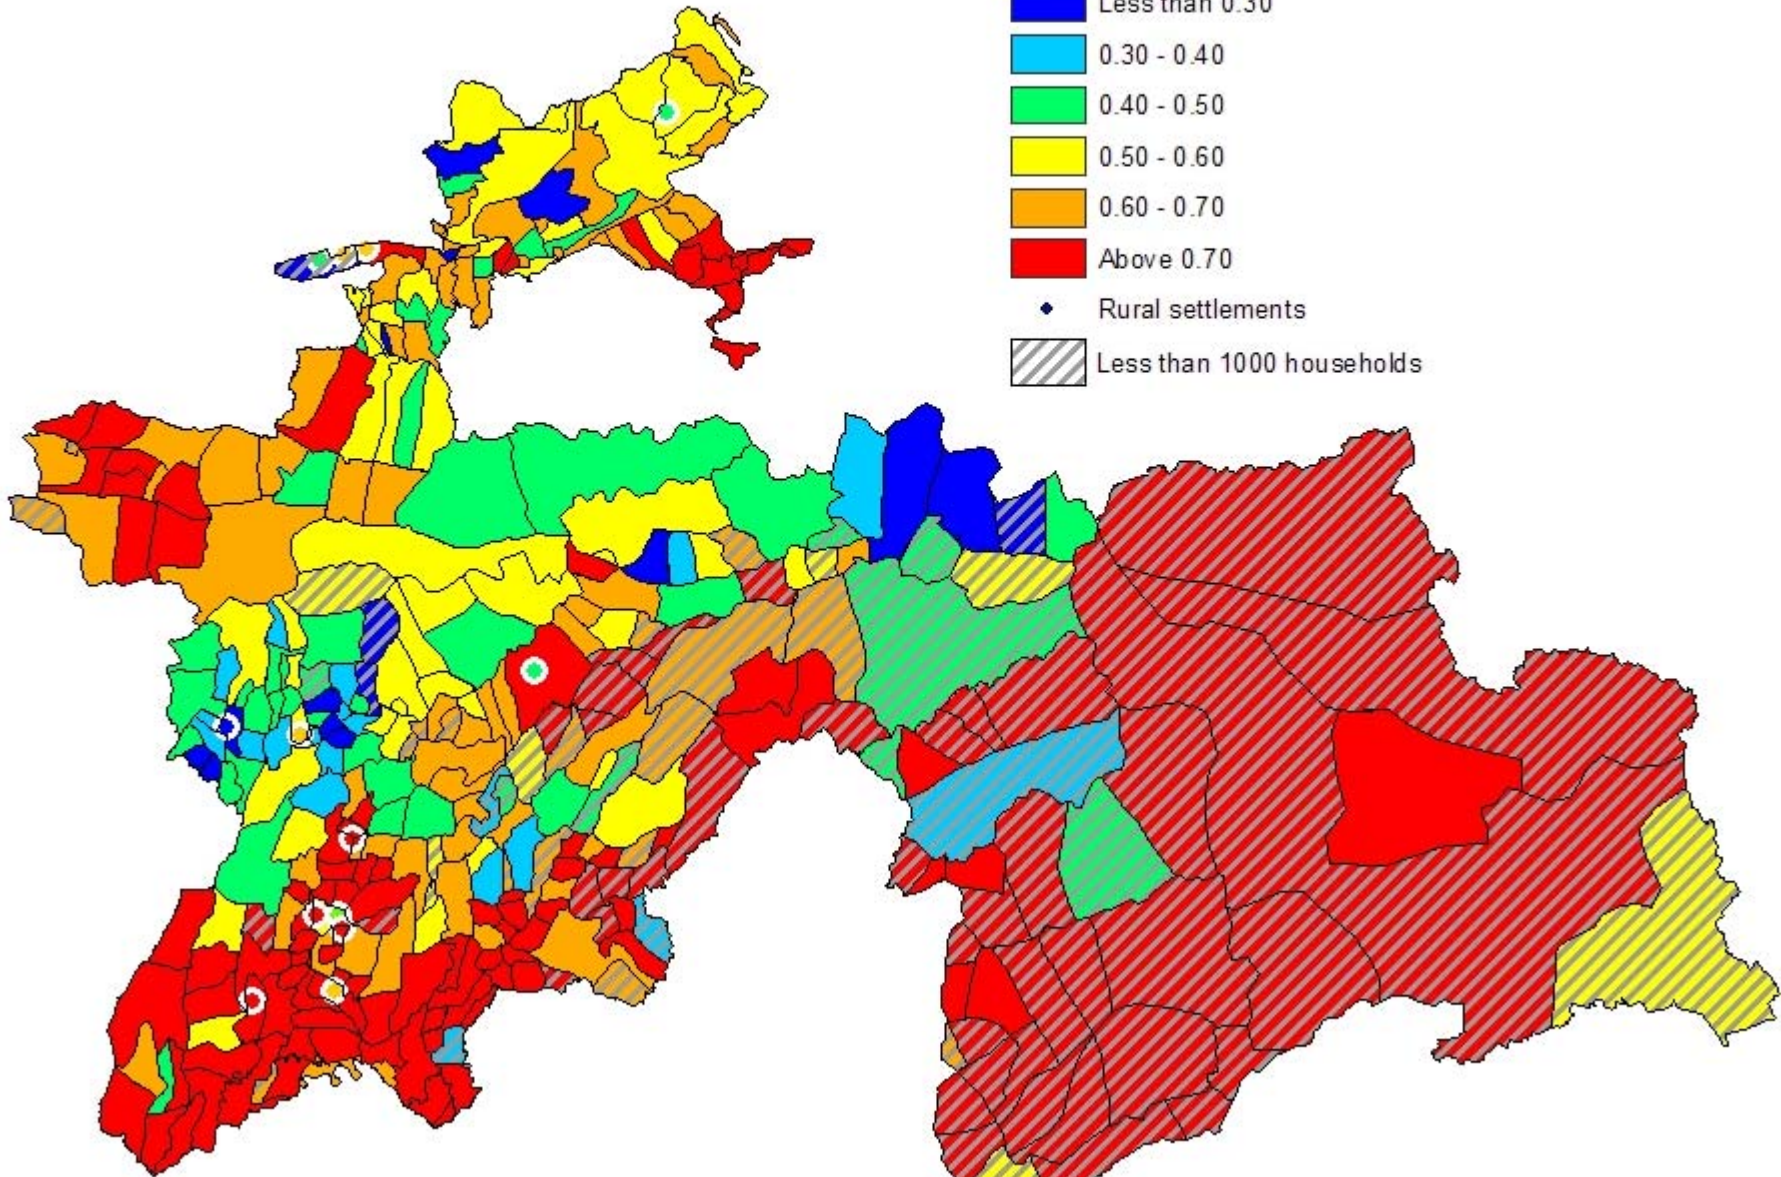 Less than 0.30
0.30 - 0.40
0.40 - 0.50
0.50 - 0.60
0.60 - 0.70
Above 0.70
Rural settlements
Less than 1000 households